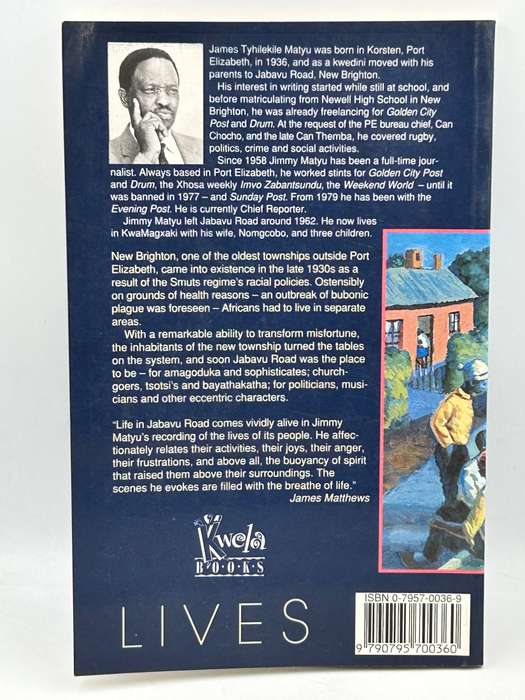 James Tyhilekile Matyu was born in Korsten, Port
Elizabeth, in 1936, and as a kwedini moved with his
parents to Jabavu Road, New Brighton.
His interest in writing started while still at school, and
before matriculating from Newell High School in New
Brighton, he was already freelancing for Golden City
Post and Drum. At the request of the PE bureau chief, Can
Chocho, and the late Can Themba, he covered rugby,
politics, crime and social activities.
Since 1958 Jimmy Matyu has been a full-time jour-
nalist. Always based in Port Elizabeth, he worked stints for Golden City Post
and Drum, the Xhosa weekly Imvo Zabantsundu, the Weekend World – until it
was banned in 1977 – and Sunday Post. From 1979 he has been with the
Evening Post. He is currently Chief Reporter.
Jimmy Matyu left Jabavu Road around 1962. He now lives
in KwaMagxaki with his wife, Nomgcobo, and three children.
New Brighton, one of the oldest townships outside Port
Elizabeth, came into existence in the late 1930s as a
result of the Smuts regime's racial policies. Ostensibly
on grounds of health reasons – an outbreak of bubonic
plague was foreseen – Africans had to live in separate
areas.
With a remarkable ability to transform misfortune,
the inhabitants of the new township turned the tables
on the system, and soon Jabavu Road was the place
to be – for amagoduka and sophisticates; church-
goers, tsotsi's and bayathakatha; for politicians, musi-
cians and other eccentric characters.
"Life in Jabavu Road comes vividly alive in Jimmy
Matyu's recording of the lives of its people. He affec-
tionately relates their activities, their joys, their anger,
their frustrations, and above all, the buoyancy of spirit
that raised them above their surroundings. The
scenes he evokes are filled with the breathe of life."
James Matthews
Kwela
BOOKS
LIVES
ISBN 0-7957-0036-9
9 790795 700360